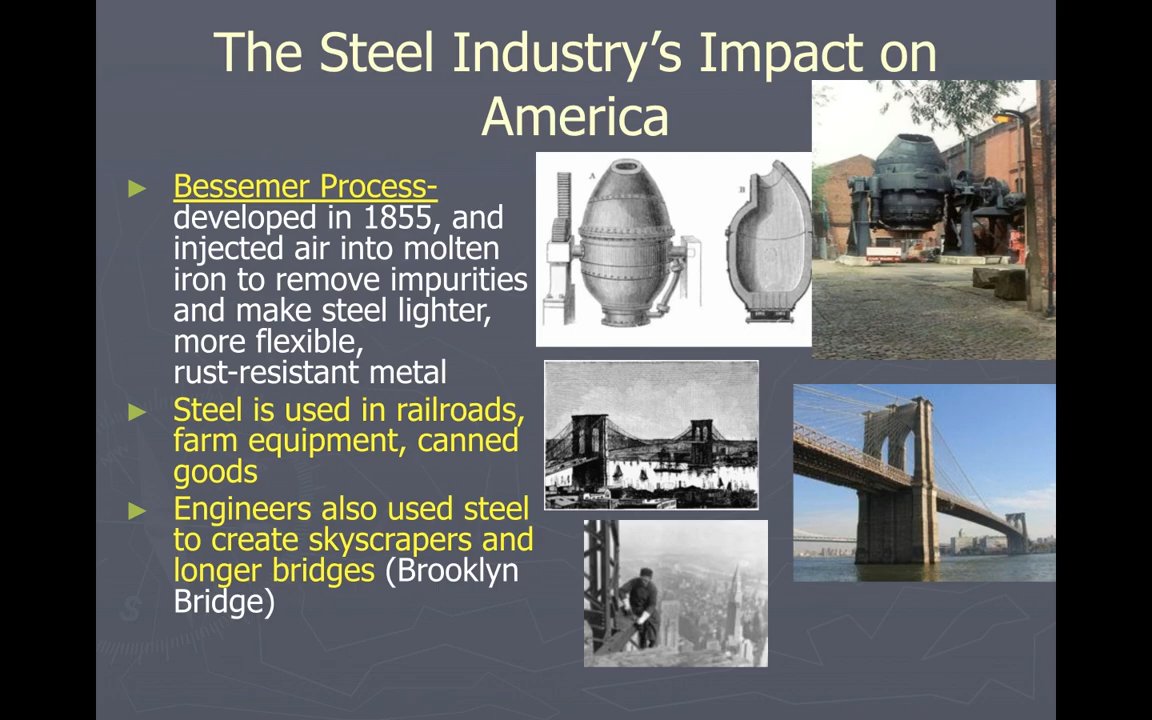 The Steel Industry’s Impact on
America
► Bessemer Process-
developed in 1855, and
injected air into molten
iron to remove impurities
and make steel lighter,
more flexible,
rust-resistant metal
► Steel is used in railroads,
farm equipment, canned
goods
► Engineers also used steel
to create skyscrapers and
longer bridges (Brooklyn
Bridge)
A
B
S